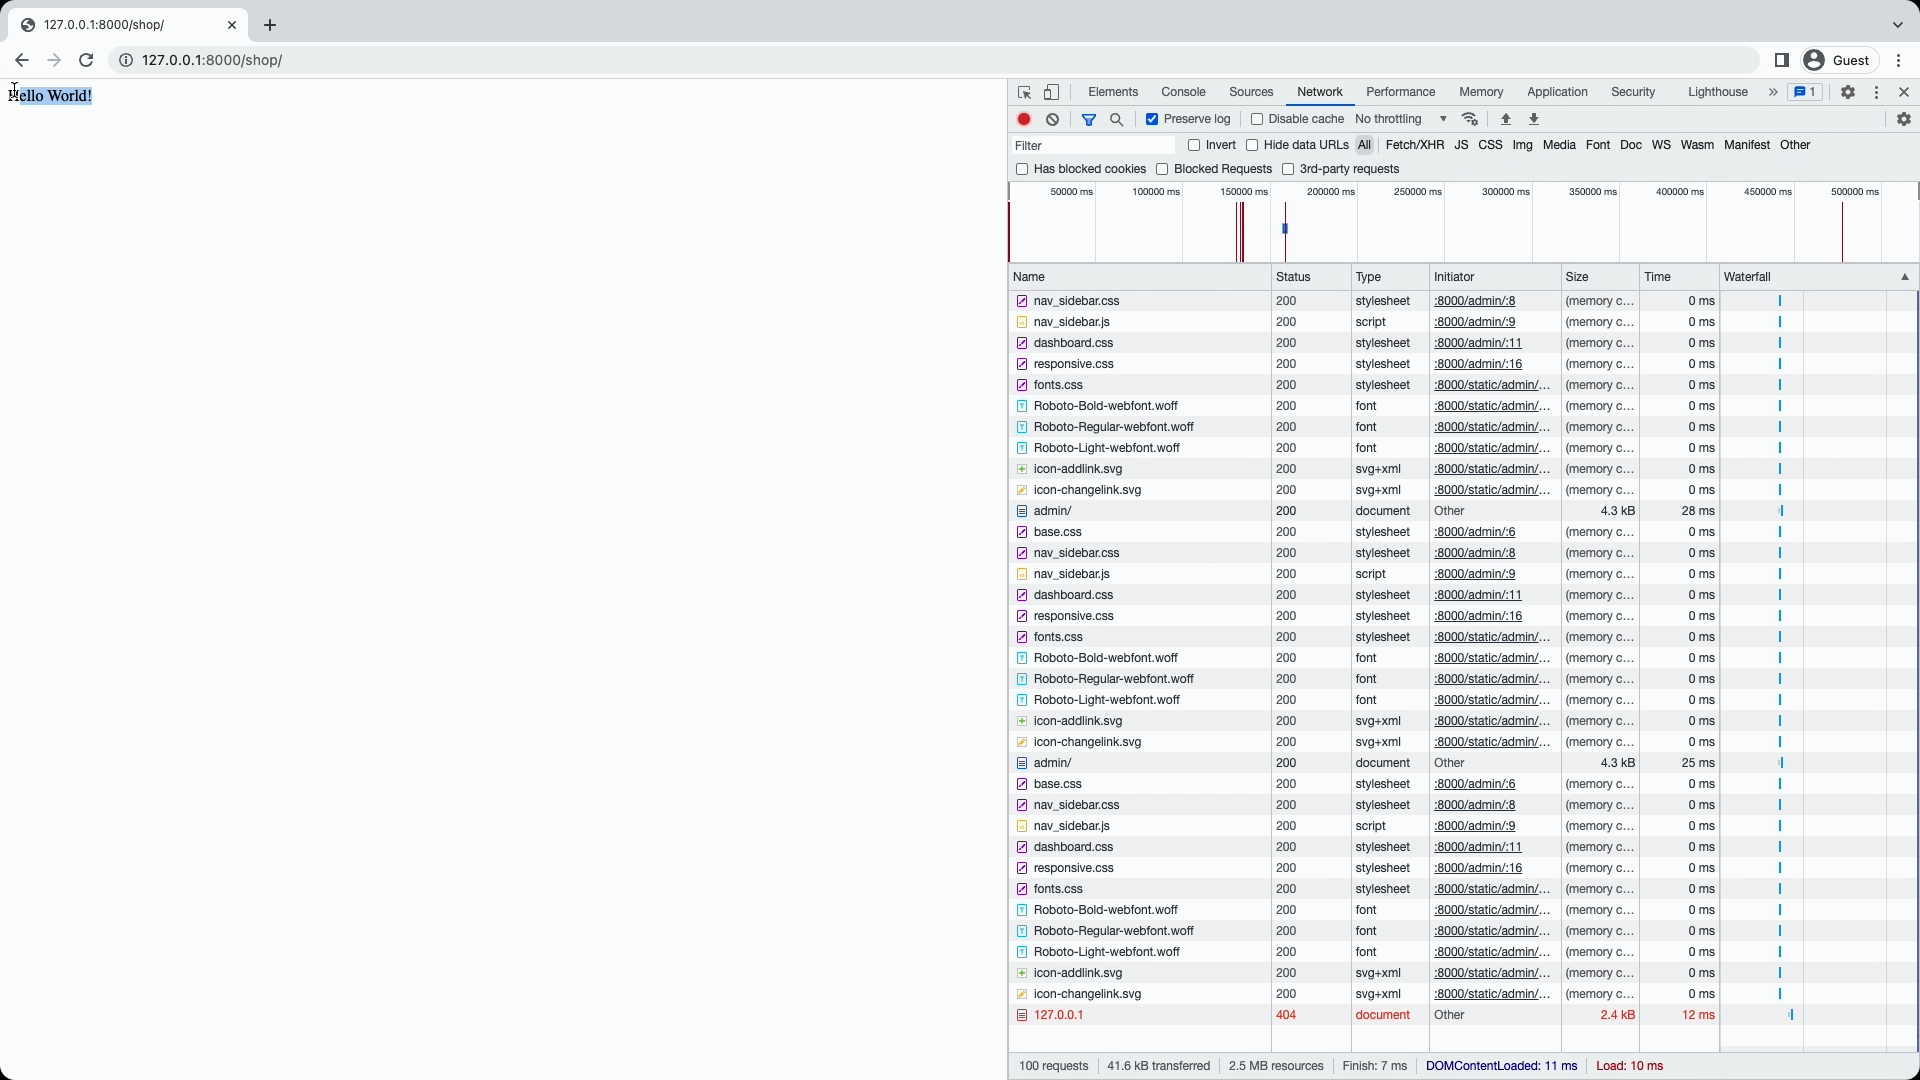 127.0.0.1:8000/shop/
127.0.0.1:8000/shop/
Guest
Hello World!
Elements Console Sources Network Performance Memory Application Security Lighthouse 1
Preserve log Disable cache No throttling
Filter Invert Hide data URLs All Fetch/XHR JS CSS Img Media Font Doc WS Wasm Manifest Other
Has blocked cookies Blocked Requests 3rd-party requests
50000 ms 100000 ms 150000 ms 200000 ms 250000 ms 300000 ms 350000 ms 400000 ms 450000 ms 500000 ms
Name Status Type Initiator Size Time Waterfall
nav_sidebar.css 200 stylesheet :8000/admin/:8 (memory c... 0 ms
nav_sidebar.js 200 script :8000/admin/:9 (memory c... 0 ms
dashboard.css 200 stylesheet :8000/admin/:11 (memory c... 0 ms
responsive.css 200 stylesheet :8000/admin/:16 (memory c... 0 ms
fonts.css 200 stylesheet :8000/static/admin/... (memory c... 0 ms
Roboto-Bold-webfont.woff 200 font :8000/static/admin/... (memory c... 0 ms
Roboto-Regular-webfont.woff 200 font :8000/static/admin/... (memory c... 0 ms
Roboto-Light-webfont.woff 200 font :8000/static/admin/... (memory c... 0 ms
icon-addlink.svg 200 svg+xml :8000/static/admin/... (memory c... 0 ms
icon-changelink.svg 200 svg+xml :8000/static/admin/... (memory c... 0 ms
admin/ 200 document Other 4.3 kB 28 ms
base.css 200 stylesheet :8000/admin/:6 (memory c... 0 ms
nav_sidebar.css 200 stylesheet :8000/admin/:8 (memory c... 0 ms
nav_sidebar.js 200 script :8000/admin/:9 (memory c... 0 ms
dashboard.css 200 stylesheet :8000/admin/:11 (memory c... 0 ms
responsive.css 200 stylesheet :8000/admin/:16 (memory c... 0 ms
fonts.css 200 stylesheet :8000/static/admin/... (memory c... 0 ms
Roboto-Bold-webfont.woff 200 font :8000/static/admin/... (memory c... 0 ms
Roboto-Regular-webfont.woff 200 font :8000/static/admin/... (memory c... 0 ms
Roboto-Light-webfont.woff 200 font :8000/static/admin/... (memory c... 0 ms
icon-addlink.svg 200 svg+xml :8000/static/admin/... (memory c... 0 ms
icon-changelink.svg 200 svg+xml :8000/static/admin/... (memory c... 0 ms
admin/ 200 document Other 4.3 kB 25 ms
base.css 200 stylesheet :8000/admin/:6 (memory c... 0 ms
nav_sidebar.css 200 stylesheet :8000/admin/:8 (memory c... 0 ms
nav_sidebar.js 200 script :8000/admin/:9 (memory c... 0 ms
dashboard.css 200 stylesheet :8000/admin/:11 (memory c... 0 ms
responsive.css 200 stylesheet :8000/admin/:16 (memory c... 0 ms
fonts.css 200 stylesheet :8000/static/admin/... (memory c... 0 ms
Roboto-Bold-webfont.woff 200 font :8000/static/admin/... (memory c... 0 ms
Roboto-Regular-webfont.woff 200 font :8000/static/admin/... (memory c... 0 ms
Roboto-Light-webfont.woff 200 font :8000/static/admin/... (memory c... 0 ms
icon-addlink.svg 200 svg+xml :8000/static/admin/... (memory c... 0 ms
icon-changelink.svg 200 svg+xml :8000/static/admin/... (memory c... 0 ms
127.0.0.1 404 document Other 2.4 kB 12 ms
100 requests 41.6 kB transferred 2.5 MB resources Finish: 7 ms DOMContentLoaded: 11 ms Load: 10 ms